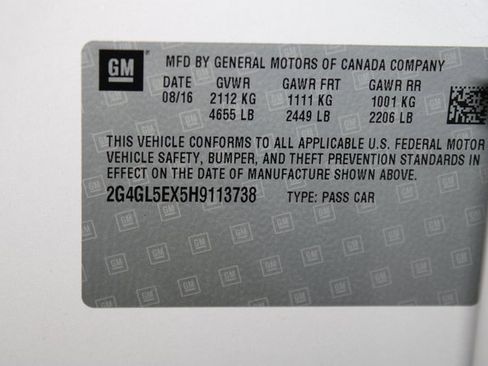 GM
MFD BY GENERAL MOTORS OF CANADA COMPANY
DATE GVWR GAWR FRT GAWR RR
08/16 2112 KG 1111 KG 1001 KG
4655 LB 2449 LB 2206 LB
THIS VEHICLE CONFORMS TO ALL APPLICABLE U.S. FEDERAL MOTOR
VEHICLE SAFETY, BUMPER, AND THEFT PREVENTION STANDARDS IN
EFFECT ON THE DATE OF MANUFACTURE SHOWN ABOVE.
2G4GL5EX5H9113738 TYPE: PASS CAR